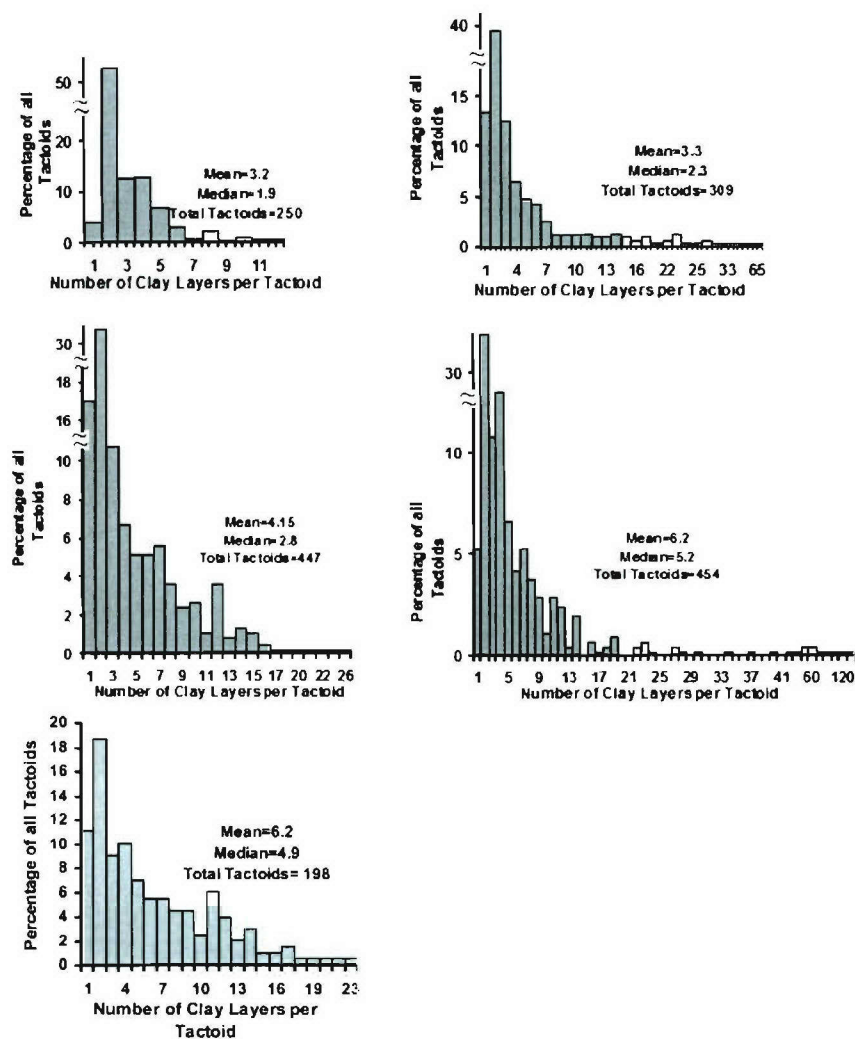 Percentage of all
Tactoids
50
20
10
0
Mean=3.2
Median=1.9
Total Tactoids=250
1 3 5 7 9 11
Number of Clay Layers per Tactoid
Percentage of all
Tactoids
40
15
10
5
0
Mean=3.3
Median=2.3
Total Tactoids=309
1 4 7 10 13 16 22 25 33 65
Number of Clay Layers per Tactoid
Percentage of all
Tactoids
30
18
16
10
8
6
4
2
0
Mean=4.15
Median=2.8
Total Tactoids=447
1 3 5 7 9 11 13 15 17 20 22 26
Number of Clay Layers per Tactoid
Percentage of all
Tactoids
30
10
5
0
Mean=6.2
Median=5.2
Total Tactoids=454
1 5 9 13 17 21 25 29 33 37 41 60 120
Number of Clay Layers per Tactoid
Percentage of all Tactoids
20
18
16
14
12
10
8
6
4
2
0
Mean=6.2
Median=4.9
Total Tactoids= 198
1 4 7 10 13 16 19 23
Number of Clay Layers per
Tactoid